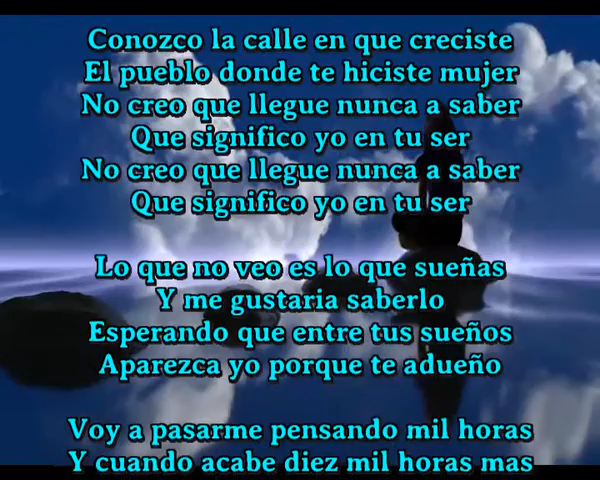 Conozco la calle en que creciste
El pueblo donde te hiciste mujer
No creo que llegue nunca a saber
Que significo yo en tu ser
No creo que llegue nunca a saber
Que significo yo en tu ser
Lo que no veo es lo que sueñas
Y me gustaria saberlo
Esperando que entre tus sueños
Aparezca yo porque te adueño
Voy a pasarme pensando mil horas
Y cuando acabe diez mil horas mas